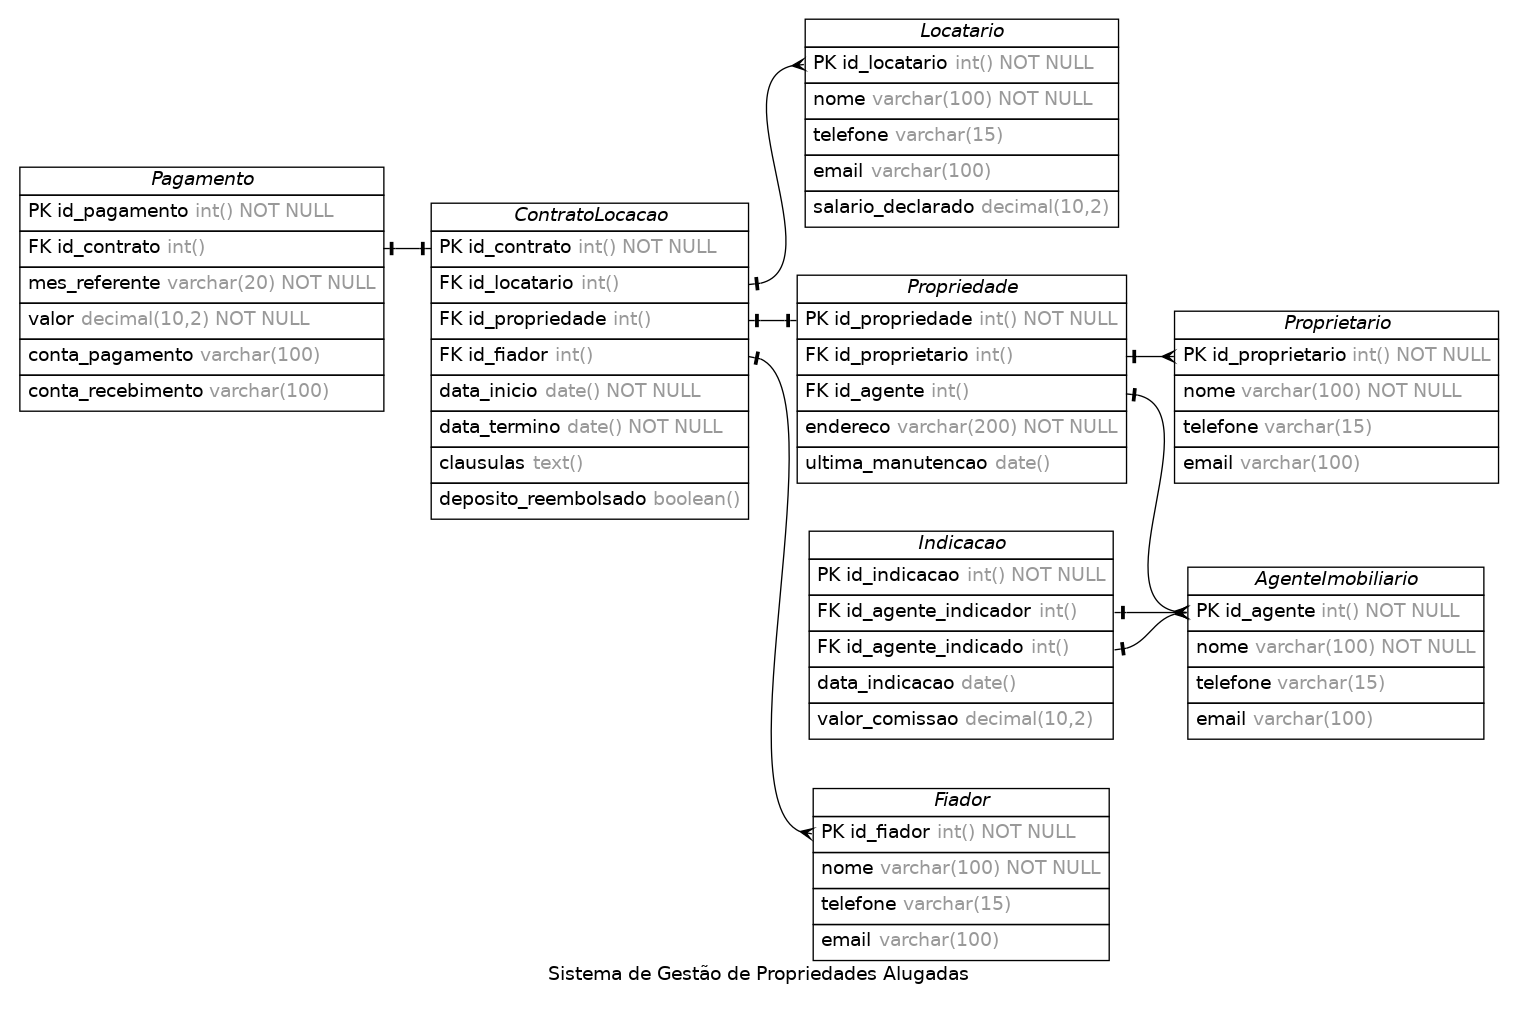 Locatario
PK id_locatario int() NOT NULL
nome varchar(100) NOT NULL
telefone varchar(15)
email varchar(100)
salario_declarado decimal(10,2)
Pagamento
PK id_pagamento int() NOT NULL
FK id_contrato int()
mes_referente varchar(20) NOT NULL
valor decimal(10,2) NOT NULL
conta_pagamento varchar(100)
conta_recebimento varchar(100)
ContratoLocacao
PK id_contrato int() NOT NULL
FK id_locatario int()
FK id_propriedade int()
FK id_fiador int()
data_inicio date() NOT NULL
data_termino date() NOT NULL
clausulas text()
deposito_reembolsado boolean()
Propriedade
PK id_propriedade int() NOT NULL
FK id_proprietario int()
FK id_agente int()
endereco varchar(200) NOT NULL
ultima_manutencao date()
Proprietario
PK id_proprietario int() NOT NULL
nome varchar(100) NOT NULL
telefone varchar(15)
email varchar(100)
Indicacao
PK id_indicacao int() NOT NULL
FK id_agente_indicador int()
FK id_agente_indicado int()
data_indicacao date()
valor_comissao decimal(10,2)
AgenteImobiliario
PK id_agente int() NOT NULL
nome varchar(100) NOT NULL
telefone varchar(15)
email varchar(100)
Fiador
PK id_fiador int() NOT NULL
nome varchar(100) NOT NULL
telefone varchar(15)
email varchar(100)
Sistema de Gestão de Propriedades Alugadas